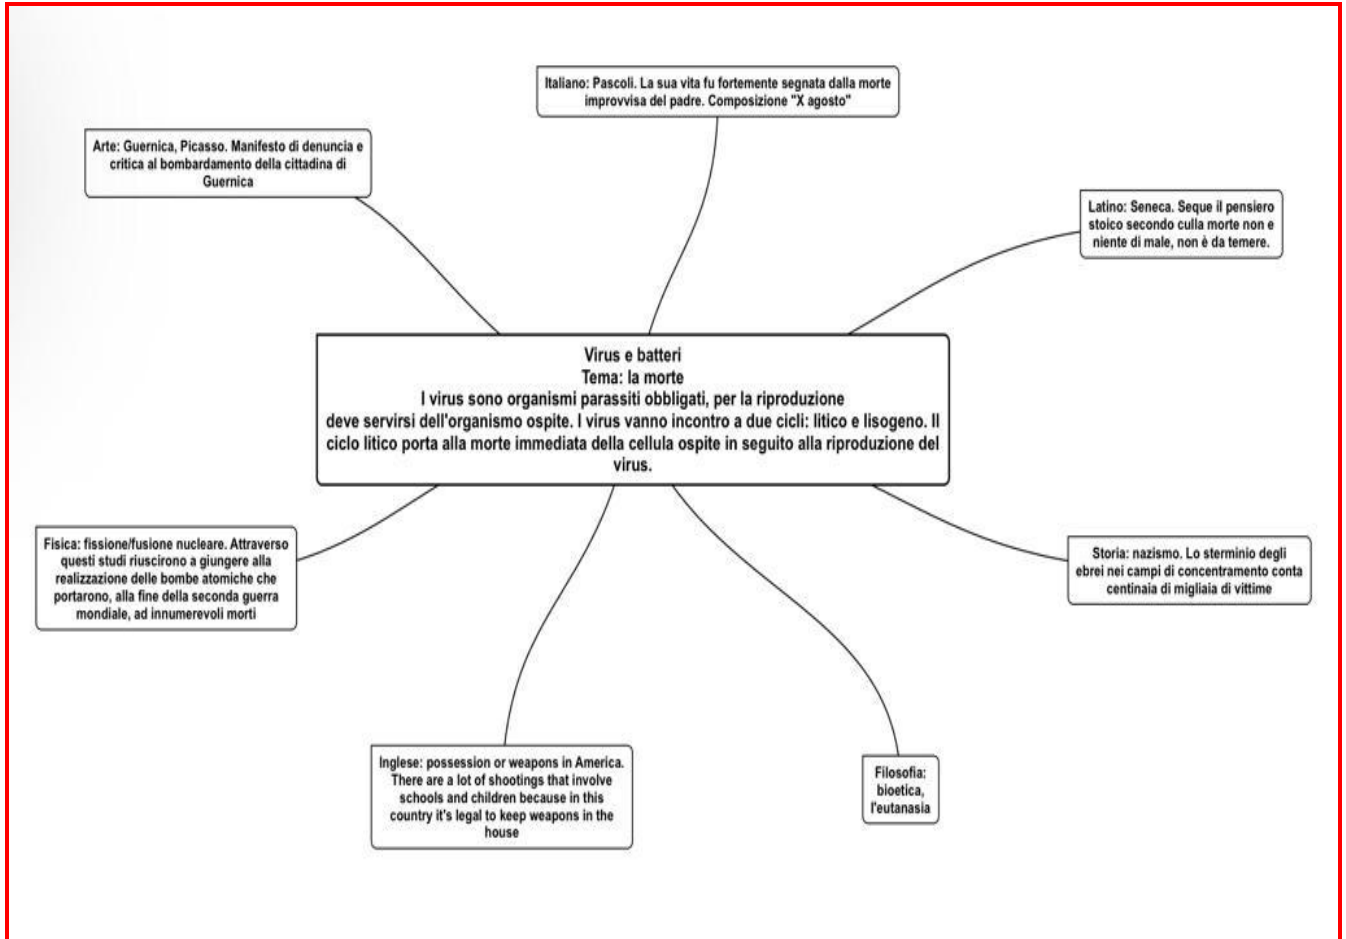 Italiano: Pascoli. La sua vita fu fortemente segnata dalla morte
improvvisa del padre. Composizione "X agosto"
Arte: Guernica, Picasso. Manifesto di denuncia e
critica al bombardamento della cittadina di
Guernica
Latino: Seneca. Seque il pensiero
stoico secondo culla morte non e
niente di male, non è da temere.
Virus e batteri
Tema: la morte
I virus sono organismi parassiti obbligati, per la riproduzione
deve servirsi dell'organismo ospite. I virus vanno incontro a due cicli: litico e lisogeno. Il
ciclo litico porta alla morte immediata della cellula ospite in seguito alla riproduzione del
virus.
Fisica: fissione/fusione nucleare. Attraverso
questi studi riuscirono a giungere alla
realizzazione delle bombe atomiche che
portarono, alla fine della seconda guerra
mondiale, ad innumerevoli morti
Storia: nazismo. Lo sterminio degli
ebrei nei campi di concentramento conta
centinaia di migliaia di vittime
Inglese: possession or weapons in America.
There are a lot of shootings that involve
schools and children because in this
country it's legal to keep weapons in the
house
Filosofia:
bioetica,
l'eutanasia